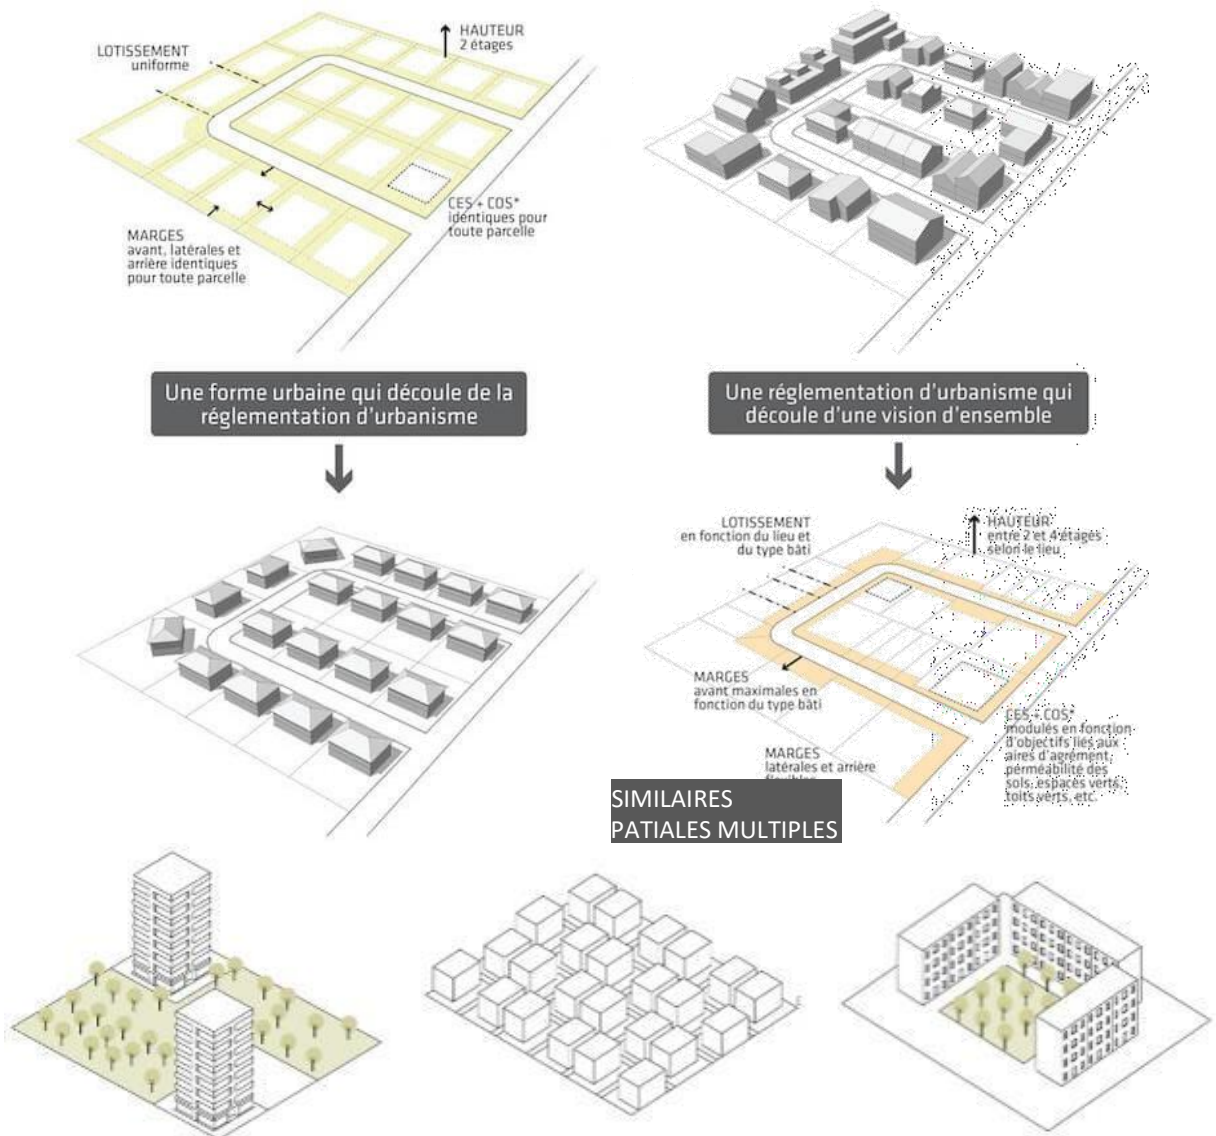 HAUTEUR
2 étages
LOTISSEMENT
uniforme
CES + COS*
identiques pour
toute parcelle
MARGES
avant, latérales et
arrière identiques
pour toute parcelle
Une forme urbaine qui découle de la
réglementation d'urbanisme
Une réglementation d'urbanisme qui
découle d'une vision d'ensemble
LOTISSEMENT
en fonction du lieu et
du type bâti
HAUTEUR
entre 2 et 4 étages
selon le lieu
MARGES
avant maximales en
fonction du type bâti
MARGES
latérales et arrière
flexibles
CES + COS*
modulés en fonction
d'objectifs liés aux
aires d'agrément,
perméabilité des
sols, espaces verts,
toits verts, etc.
SIMILAIRES
PATIALES MULTIPLES